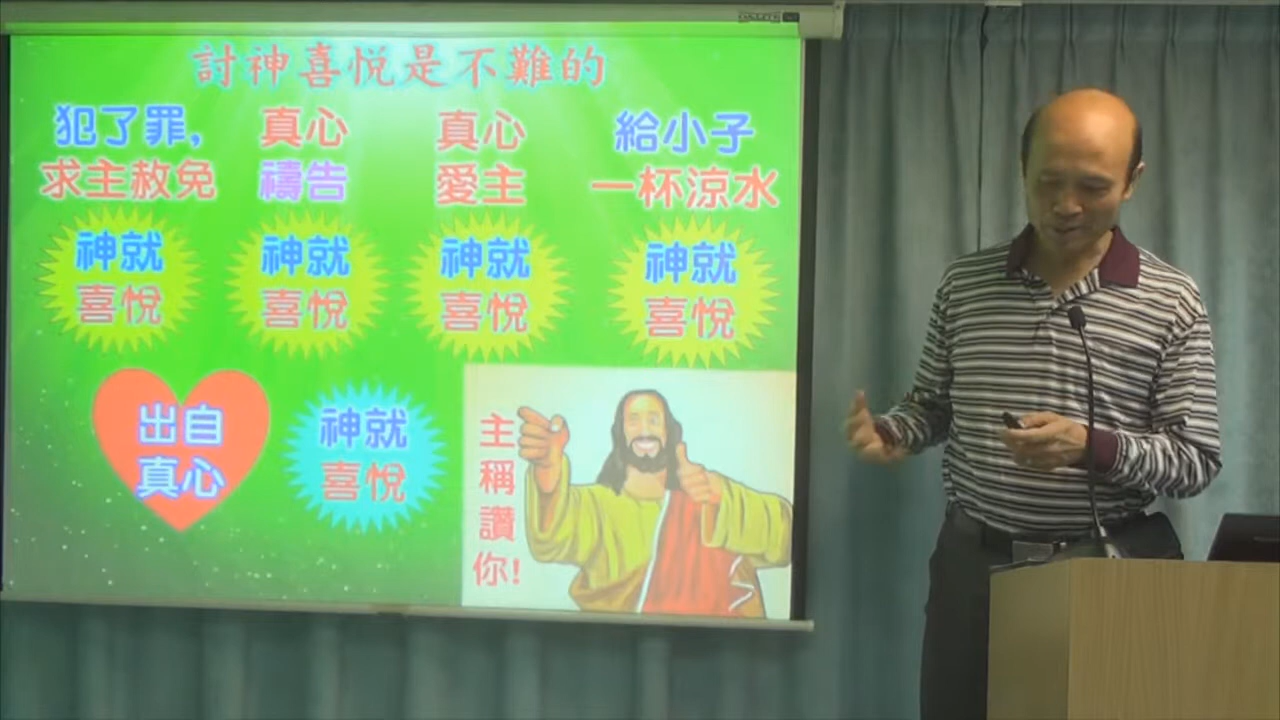 討神喜悅是不難的
犯了罪，
求主赦免
神就
喜悅
真心
禱告
神就
喜悅
真心
愛主
神就
喜悅
給小子
一杯涼水
神就
喜悅
出自
真心
神就
喜悅
主稱讚你!